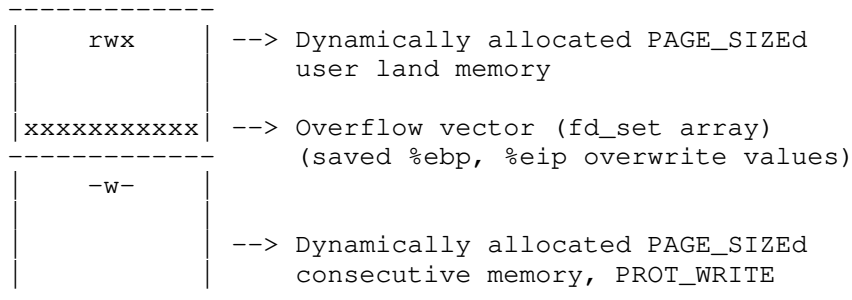 -------------
|    rwx    | --> Dynamically allocated PAGE_SIZEd
|           |     user land memory
|           |
|xxxxxxxxxxx| --> Overflow vector (fd_set array)
-------------     (saved %ebp, %eip overwrite values)
|    -w-    |
|           |
|           | --> Dynamically allocated PAGE_SIZEd
|           |     consecutive memory, PROT_WRITE